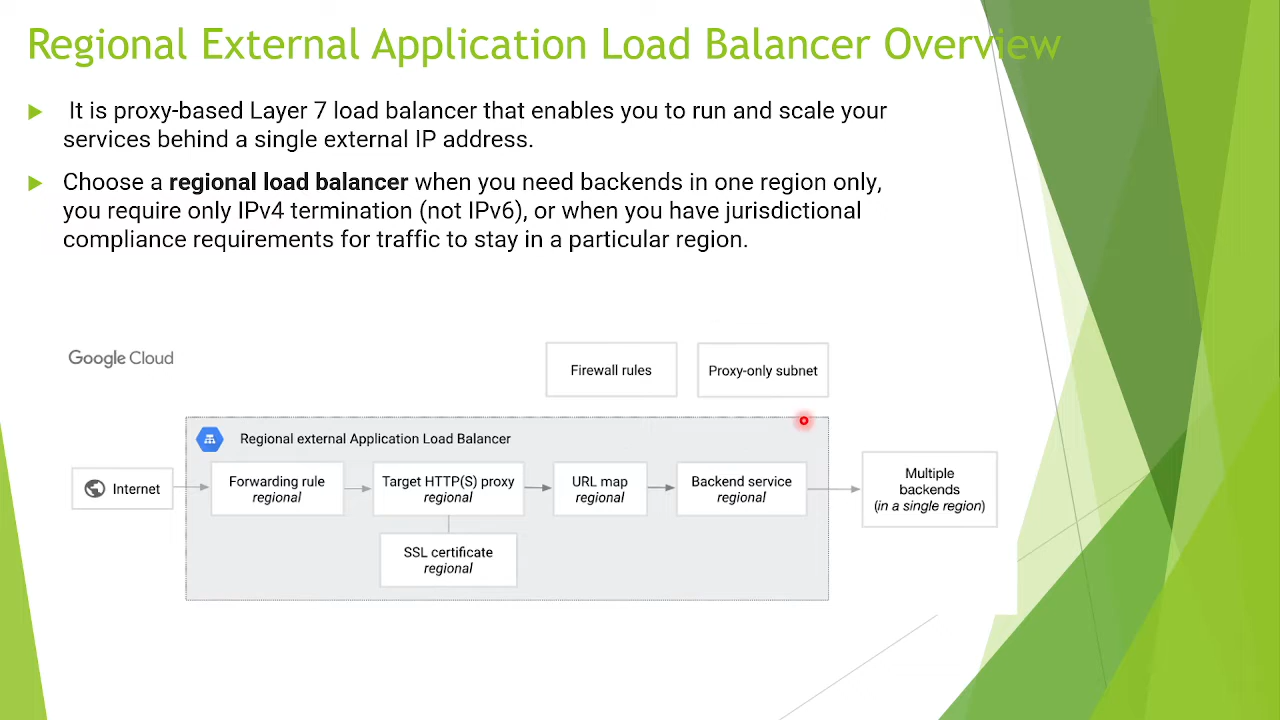 Regional External Application Load Balancer Overview
It is proxy-based Layer 7 load balancer that enables you to run and scale your
services behind a single external IP address.
Choose a regional load balancer when you need backends in one region only,
you require only IPv4 termination (not IPv6), or when you have jurisdictional
compliance requirements for traffic to stay in a particular region.
Google Cloud
Firewall rules
Proxy-only subnet
Regional external Application Load Balancer
Internet
Forwarding rule
regional
Target HTTP(S) proxy
regional
URL map
regional
Backend service
regional
Multiple
backends
(in a single region)
SSL certificate
regional